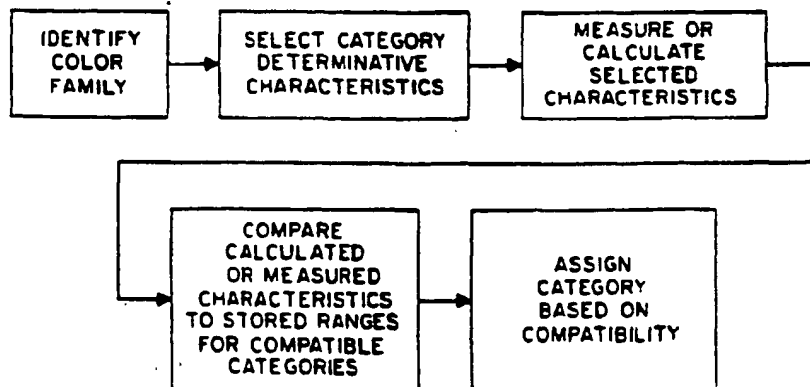 IDENTIFY
COLOR
FAMILY
SELECT CATEGORY
DETERMINATIVE
CHARACTERISTICS
MEASURE OR
CALCULATE
SELECTED
CHARACTERISTICS
COMPARE
CALCULATED
OR MEASURED
CHARACTERISTICS
TO STORED RANGES
FOR COMPATIBLE
CATEGORIES
ASSIGN
CATEGORY
BASED ON
COMPATIBILITY